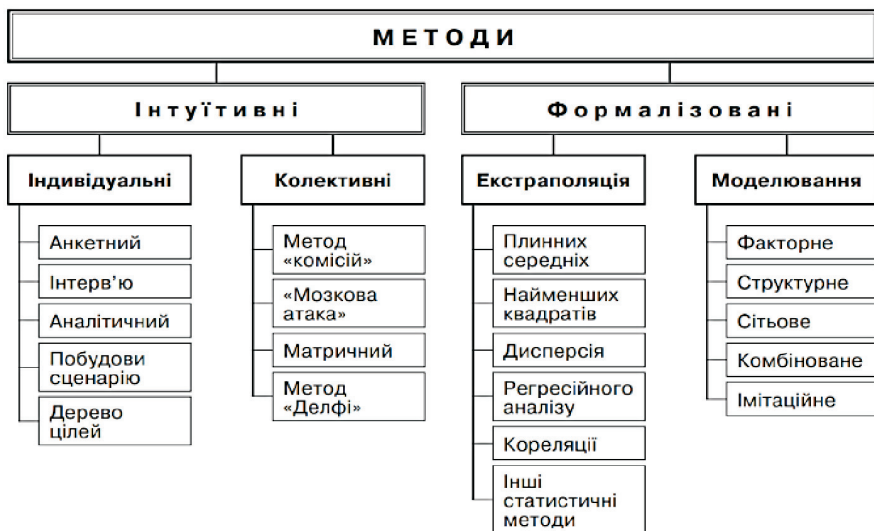 МЕТОДИ
Інтуїтивні
Формалізовані
Індивідуальні
Колективні
Екстраполяція
Моделювання
Анкетний
Інтерв’ю
Аналітичний
Побудови
сценарію
Дерево
цілей
Метод
«комісій»
«Мозкова
атака»
Матричний
Метод
«Делфі»
Плинних
середніх
Найменших
квадратів
Дисперсія
Регресійного
аналізу
Кореляції
Інші
статистичні
методи
Факторне
Структурне
Сітьове
Комбіноване
Імітаційне